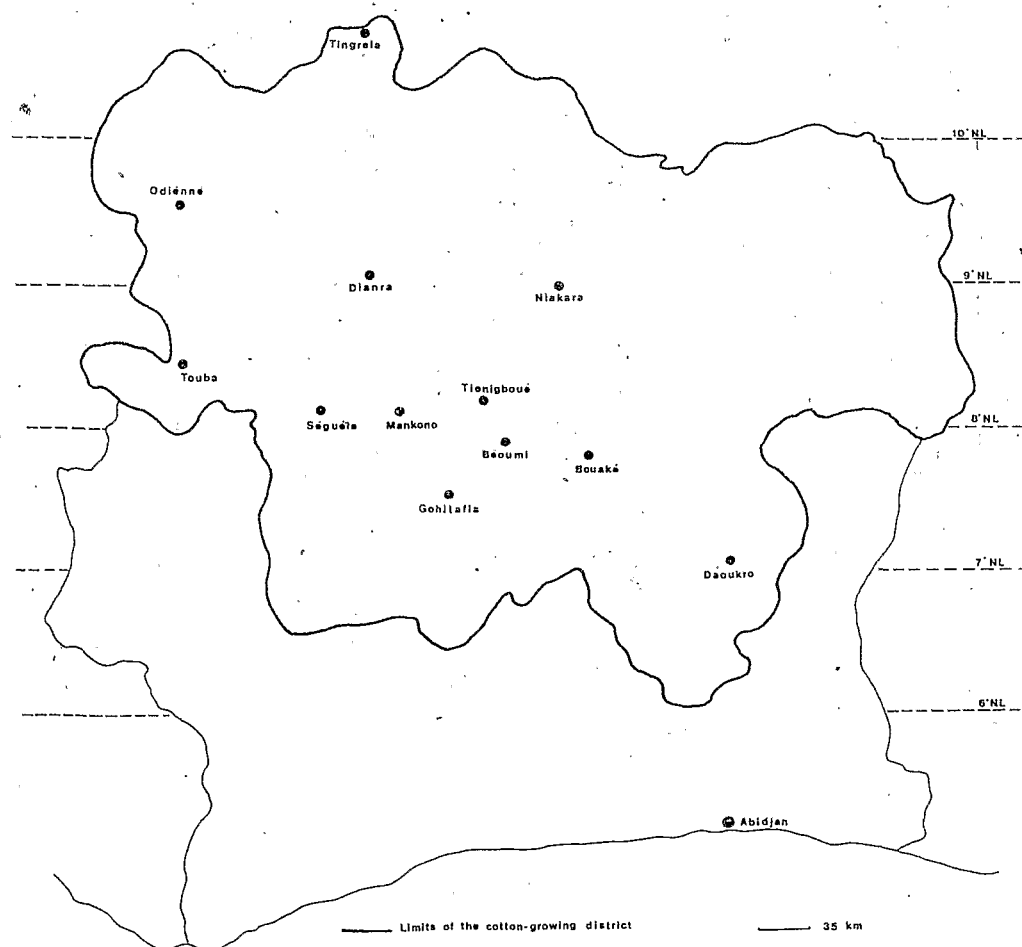 Tingrela
10°NL
Odiénné
9°NL
Dianra
Niakara
Touba
Tienigboué
Séguéla
Mankono
8°NL
Béoumi
Bouaké
Gohitafla
Daoukro
7°NL
6°NL
Abidjan
Limits of the cotton-growing district
35 km